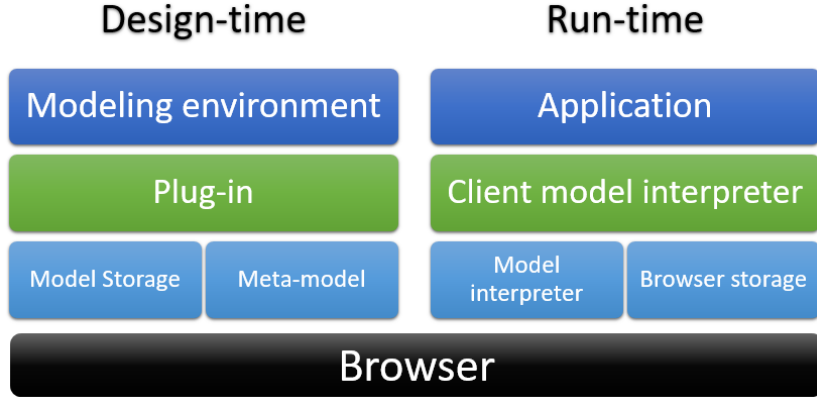 Design-time
Run-time
Modeling environment
Application
Plug-in
Client model interpreter
Model Storage
Meta-model
Model
interpreter
Browser storage
Browser